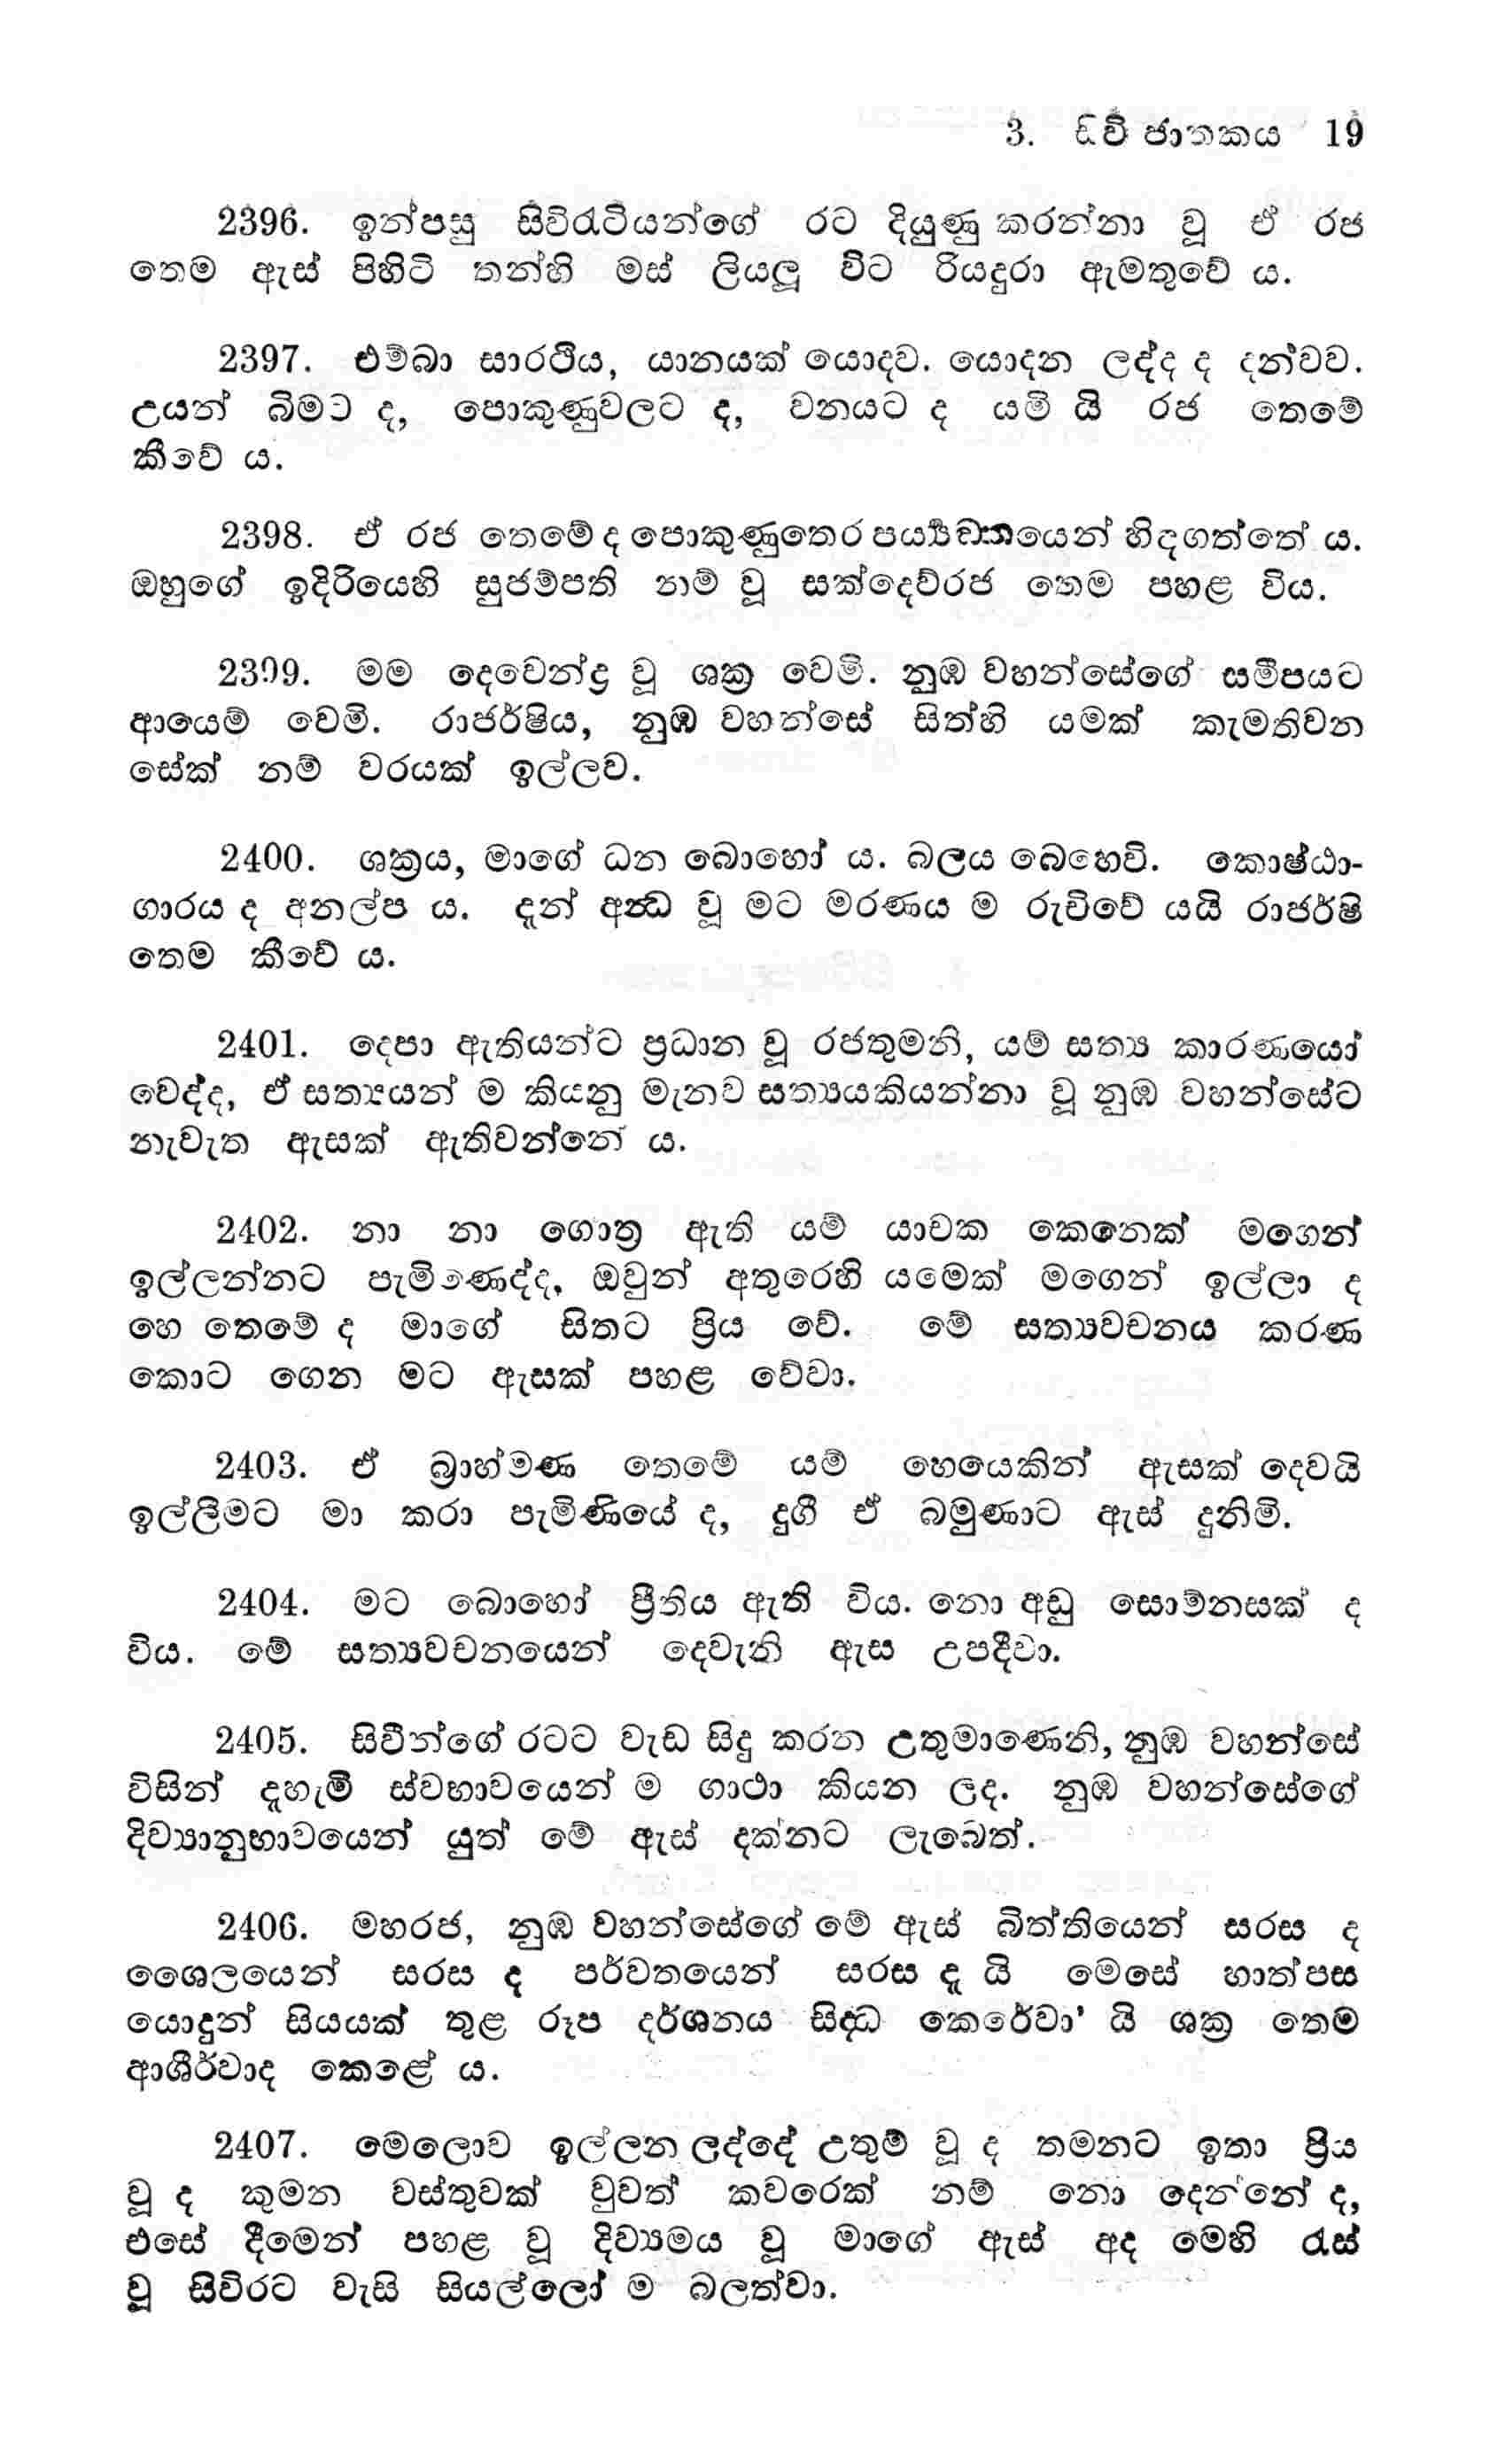 3. සිවි ජාතකය 19
2396. ඉන්පසු සිවිරැටියන්ගේ රට දියුණු කරන්නා වූ ඒ රජ
තෙම ඇස් පිහිටි තන්හි මස් ලියලූ විට රියදුරා ඇමතුවේ ය.
2397. එම්බා සාරථිය, යානයක් යොදව. යොදන ලද්ද ද දන්වව.
උයන් බිමට ද, පොකුණුවලට ද, වනයට ද යමි යි රජ තෙමේ
කීවේ ය.
2398. ඒ රජ තෙමේ ද පොකුණුතෙර පර්‍ය්‍යඞ්කයෙන් හිඳගත්තේ ය.
ඔහුගේ ඉදිරියෙහි සුජම්පති නාම් වූ සක්දෙව්රජ තෙම පහළ විය.
2399. මම දෙවෙන්ද්‍ර වූ ශක්‍ර වෙමි. නුඹ වහන්සේගේ සමීපයට
ආයෙම් වෙමි. රාජර්ෂිය, නුඹ වහන්සේ සිත්හි යමක් කැමතිවන
සේක් නම් වරයක් ඉල්ලව.
2400. ශක්‍රය, මාගේ ධන බොහෝ ය. බලය බෙහෙවි. කොෂ්ඨා-
ගාරය ද අනල්ප ය. දැන් අන්‍ධ වූ මට මරණය ම රුචිවේ යයි රාජර්ෂි
තෙම කීවේ ය.
2401. දෙපා ඇතියන්ට ප්‍රධාන වූ රජතුමනි, යම් සත්‍ය කාරණයෝ
වෙද්ද, ඒ සත්‍යයන් ම කියනු මැනව සත්‍යයකියන්නා වූ නුඹ වහන්සේට
නැවැත ඇසක් ඇතිවන්නේ ය.
2402. නා නා ගොත්‍ර ඇති යම් යාචක කෙනෙක් මගෙන්
ඉල්ලන්නට පැමිණෙද්ද, ඔවුන් අතුරෙහි යමෙක් මගෙන් ඉල්ලා ද
හෙ තෙමේ ද මාගේ සිතට ප්‍රිය වේ. මේ සත්‍යවචනය කරණ
කොට ගෙන මට ඇසක් පහළ වේවා.
2403. ඒ බ්‍රාහ්මණ තෙමේ යම් හෙයෙකින් ඇසක් දෙවයි
ඉල්ලීමට මා කරා පැමිණියේ ද, දුගී ඒ බමුණාට ඇස් දුනිමි.
2404. මට බොහෝ ප්‍රීතිය ඇති විය. නො අඩු සොම්නසක් ද
විය. මේ සත්‍යවචනයෙන් දෙවැනි ඇස උපදීවා.
2405. සිවීන්ගේ රටට වැඩ සිදු කරන උතුමාණෙනි, නුඹ වහන්සේ
විසින් දැහැමි ස්වභාවයෙන් ම ගාථා කියන ලද. නුඹ වහන්සේගේ
දිව්‍යානුභාවයෙන් යුත් මේ ඇස් දක්නට ලැබෙත්.
2406. මහරජ, නුඹ වහන්සේගේ මේ ඇස් බිත්තියෙන් සරස ද
ශෛලයෙන් සරස ද පර්වතයෙන් සරස ද යි මෙසේ හාත්පස
යොදුන් සියයක් තුළ රූප දර්ශනය සිද්‍ධ කෙරේවා' යි ශක්‍ර තෙම
ආශීර්වාද කෙළේ ය.
2407. මෙලොව ඉල්ලන ලද්දේ උතුම් වූ ද තමනට ඉතා ප්‍රිය
වූ ද කුමන වස්තුවක් වුවත් කවරෙක් නම් නො දෙන්නේ ද,
එසේ දීමෙන් පහළ වූ දිව්‍යමය වූ මාගේ ඇස් අද මෙහි රැස්
වූ සිවිරට වැසි සියල්ලෝ ම බලත්වා.